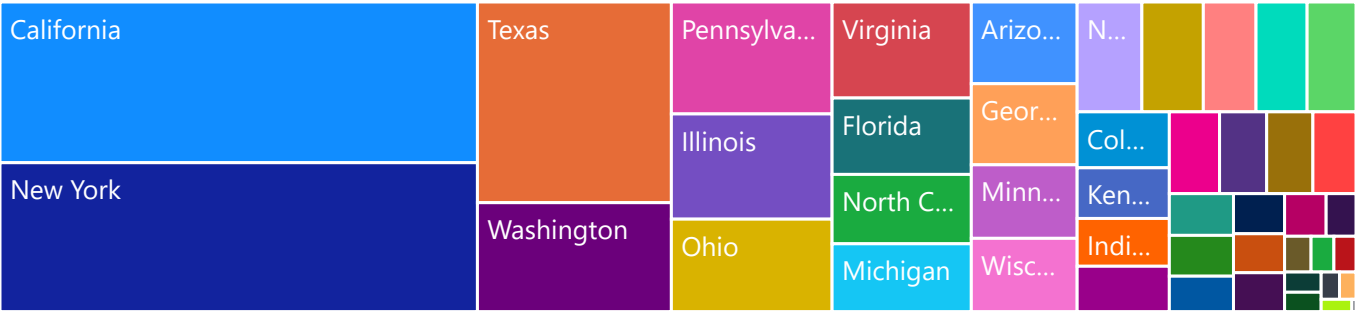 California
New York
Texas
Washington
Pennsylva...
Illinois
Ohio
Virginia
Florida
North C...
Michigan
Arizo...
Geor...
Minn...
Wisc...
N...
Col...
Ken...
Indi...